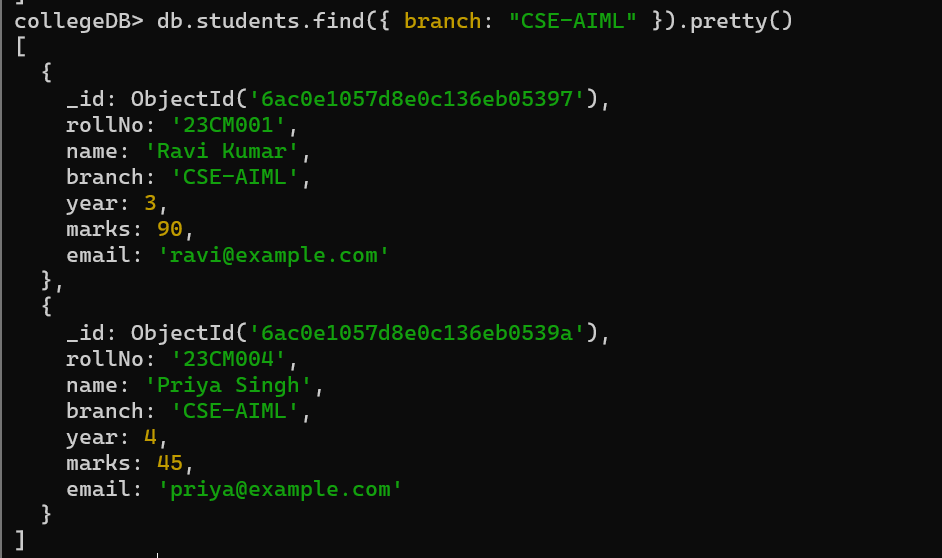 ]
collegeDB> db.students.find({ branch: "CSE-AIML" }).pretty()
[
  {
    _id: ObjectId('6ac0e1057d8e0c136eb05397'),
    rollNo: '23CM001',
    name: 'Ravi Kumar',
    branch: 'CSE-AIML',
    year: 3,
    marks: 90,
    email: 'ravi@example.com'
  },
  {
    _id: ObjectId('6ac0e1057d8e0c136eb0539a'),
    rollNo: '23CM004',
    name: 'Priya Singh',
    branch: 'CSE-AIML',
    year: 4,
    marks: 45,
    email: 'priya@example.com'
  }
]